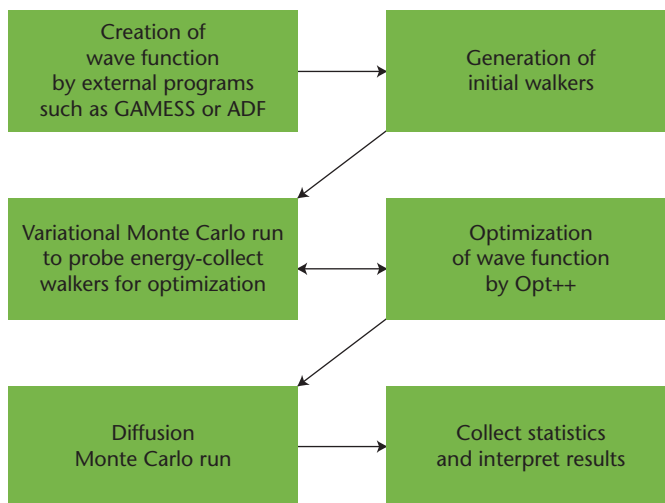 Creation of
wave function
by external programs
such as GAMESS or ADF
Generation of
initial walkers
Variational Monte Carlo run
to probe energy-collect
walkers for optimization
Optimization
of wave function
by Opt++
Diffusion
Monte Carlo run
Collect statistics
and interpret results